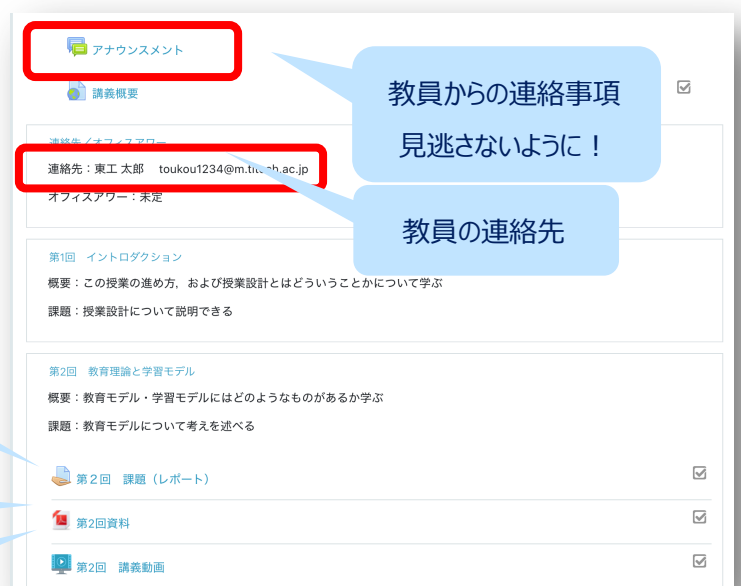 アナウンスメント
講義概要
教員からの連絡事項
見逃さないように！
連絡先／オフィスアワー
連絡先：東工 太郎 toukou1234@m.titech.ac.jp
オフィスアワー：未定
教員の連絡先
第1回 イントロダクション
概要：この授業の進め方，および授業設計とはどういうことかについて学ぶ
課題：授業設計について説明できる
第2回 教育理論と学習モデル
概要：教育モデル・学習モデルにはどのようなものがあるか学ぶ
課題：教育モデルについて考えを述べる
第２回 課題（レポート）
第2回資料
第2回 講義動画